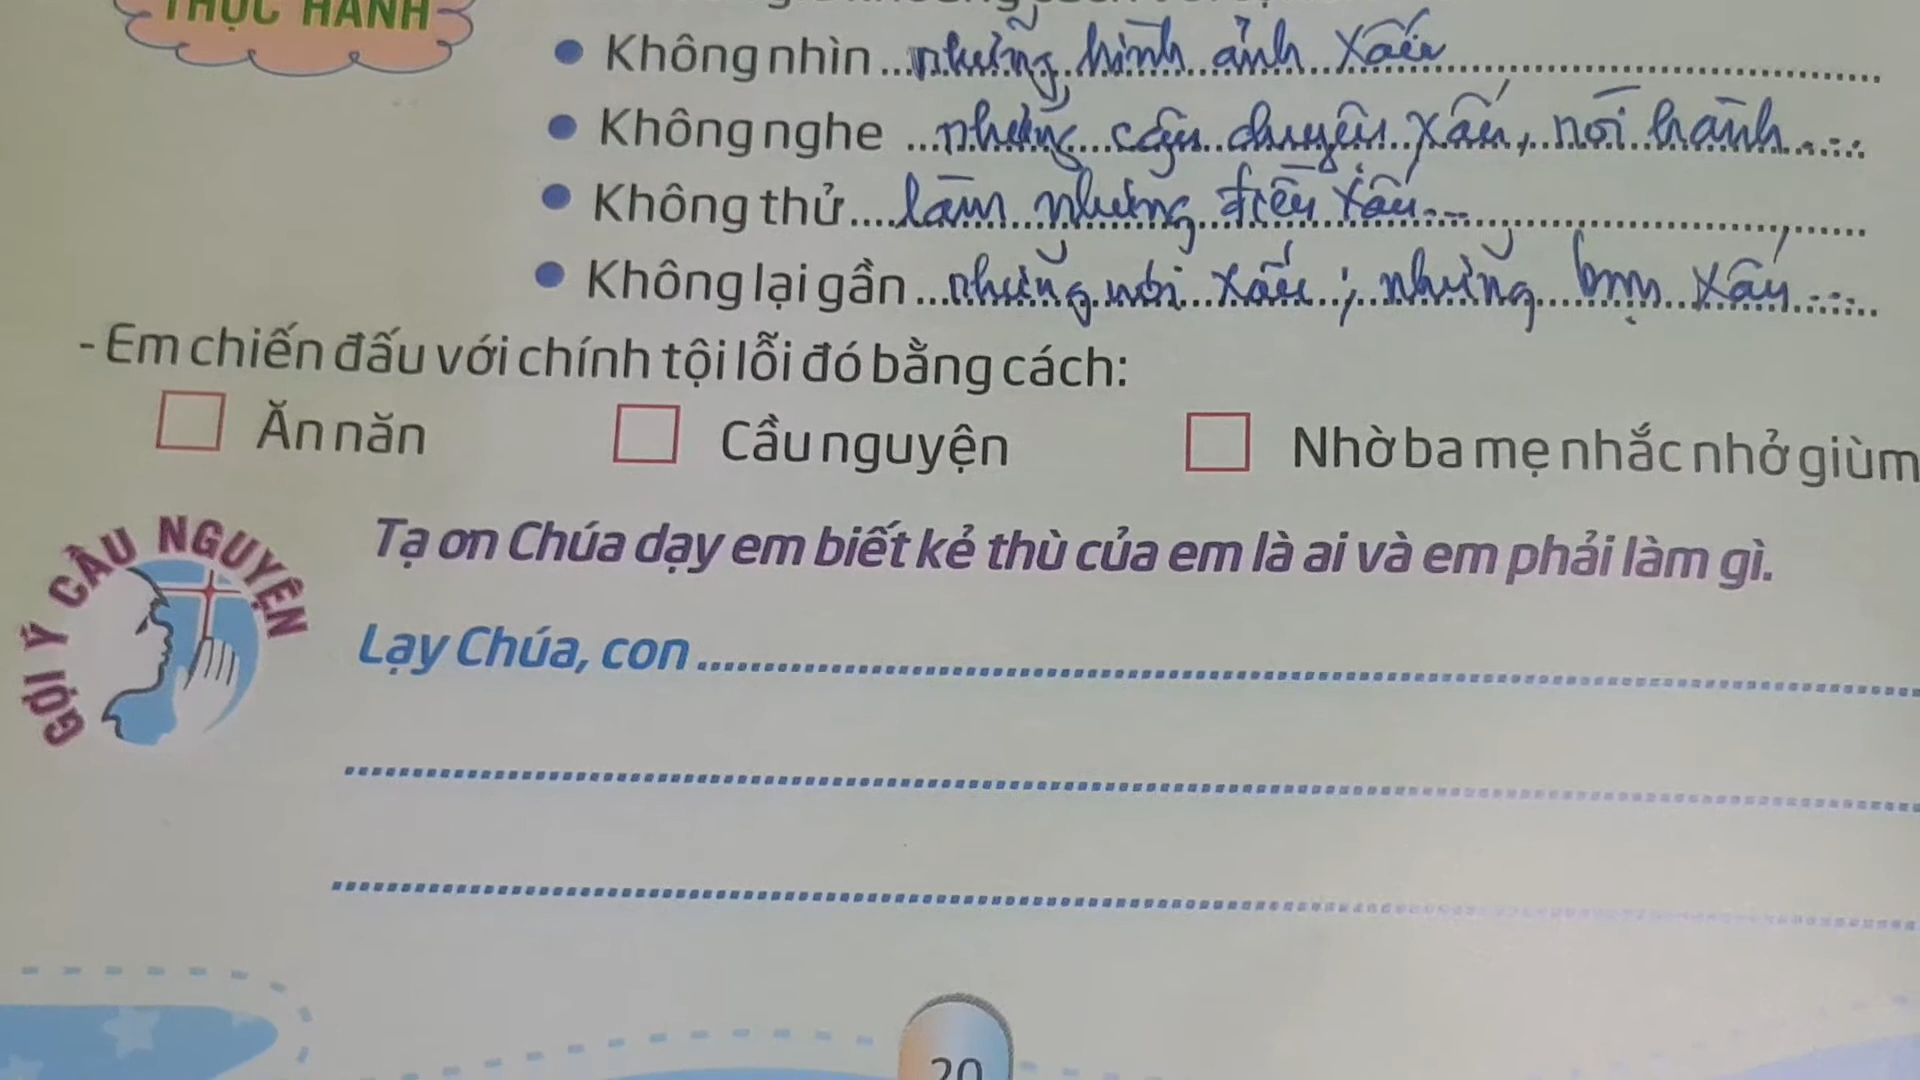 THỰC HÀNH
Không nhìn những hình ảnh xấu
Không nghe những câu chuyện xấu, nói hành
Không thử làm những điều xấu
Không lại gần những nơi xấu; những bạn xấu
- Em chiến đấu với chính tội lỗi đó bằng cách:
Ăn năn Cầu nguyện Nhờ ba mẹ nhắc nhở giùm
GỢI Ý CẦU NGUYỆN
Tạ ơn Chúa dạy em biết kẻ thù của em là ai và em phải làm gì.
Lạy Chúa, con
20